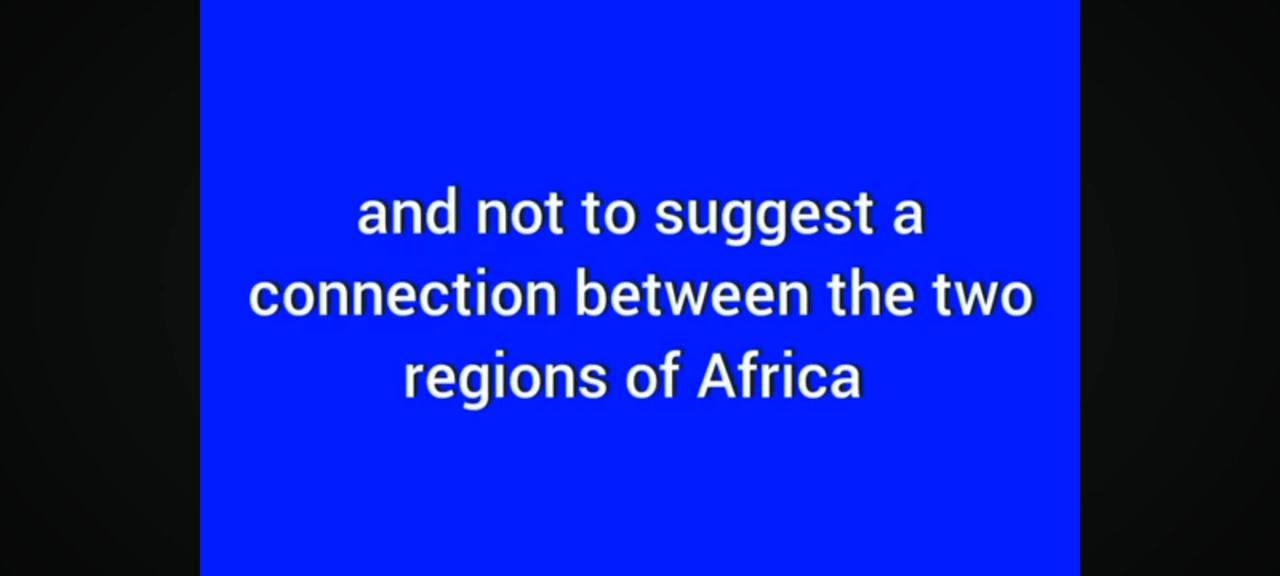 and not to suggest a
connection between the two
regions of Africa